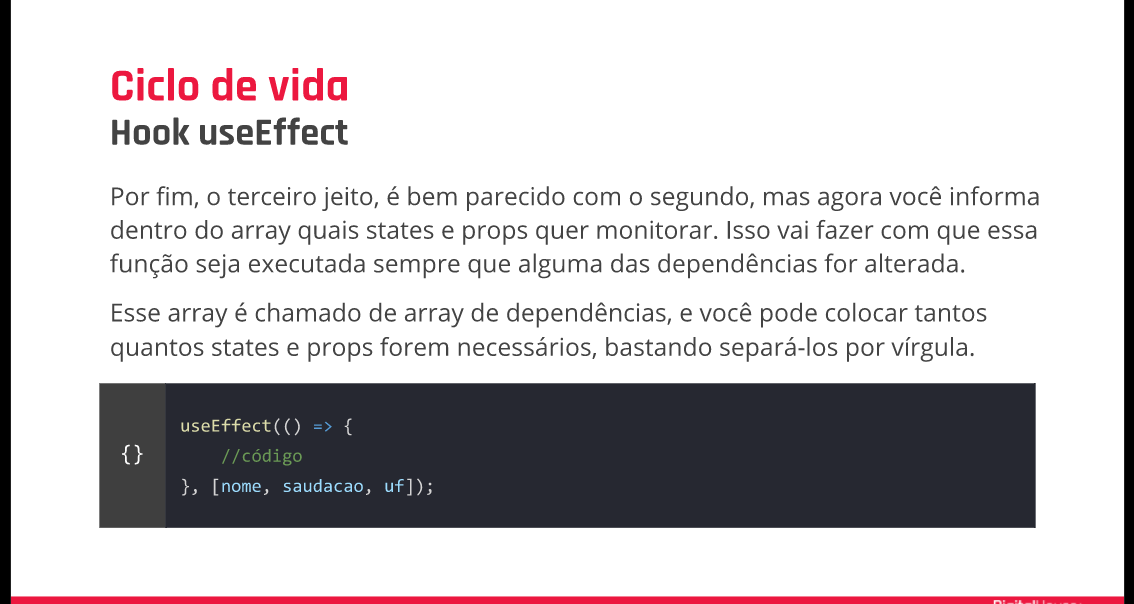 Ciclo de vida
Hook useEffect
Por fim, o terceiro jeito, é bem parecido com o segundo, mas agora você informa
dentro do array quais states e props quer monitorar. Isso vai fazer com que essa
função seja executada sempre que alguma das dependências for alterada.
Esse array é chamado de array de dependências, e você pode colocar tantos
quantos states e props forem necessários, bastando separá-los por vírgula.
useEffect(() => {
{}
//código
}, [nome, saudacao, uf]);